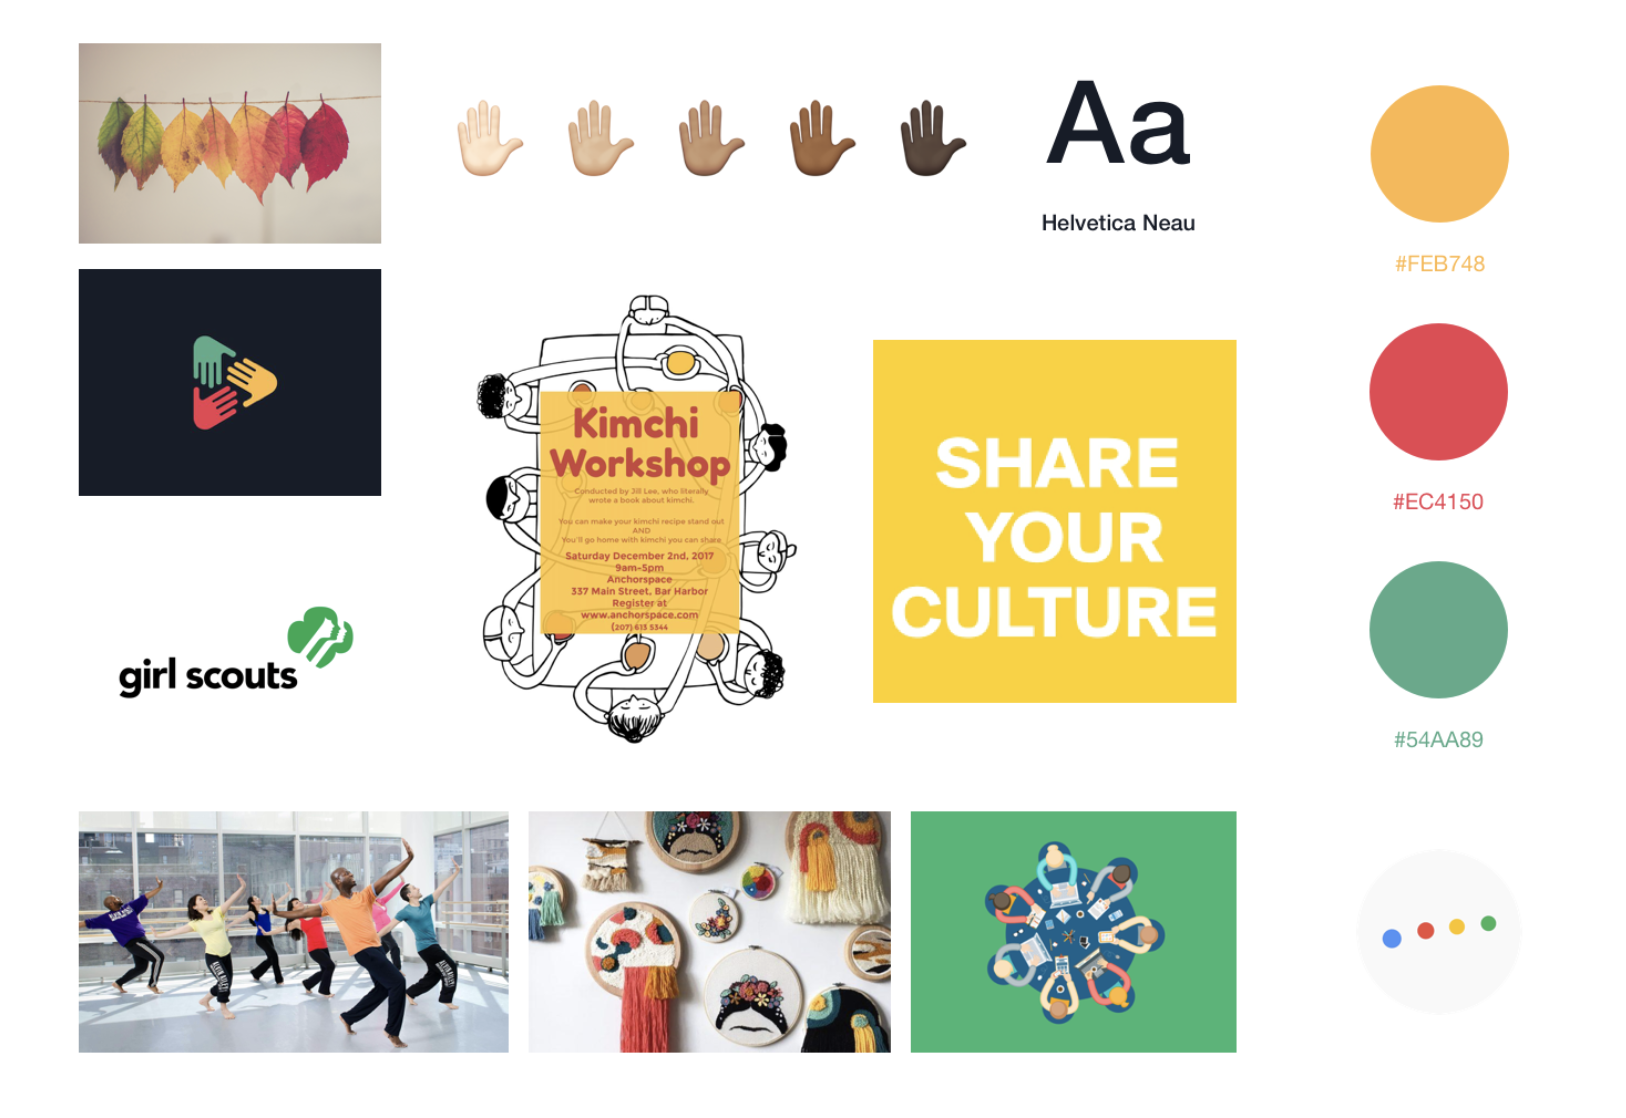 Aa
Helvetica Neau
#FEB748
#EC4150
Kimchi
Workshop
Conducted by Jill Lee, who literally
wrote a book about kimchi.
You can make your kimchi recipe stand out
AND
You'll go home with kimchi you can share
Saturday December 2nd, 2017
9am-5pm
Anchorspace
337 Main Street, Bar Harbor
Register at
www.anchorspace.com
(207) 613 5344
SHARE
YOUR
CULTURE
girl scouts
#54AA89